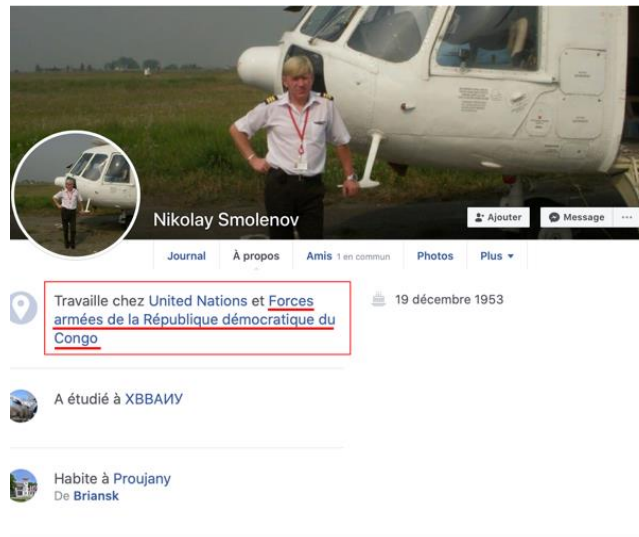 Nikolay Smolenov
Ajouter
Message
Journal
À propos
Amis 1 en commun
Photos
Plus
Travaille chez United Nations et Forces
armées de la République démocratique du
Congo
19 décembre 1953
A étudié à ХВВАИУ
Habite à Proujany
De Briansk